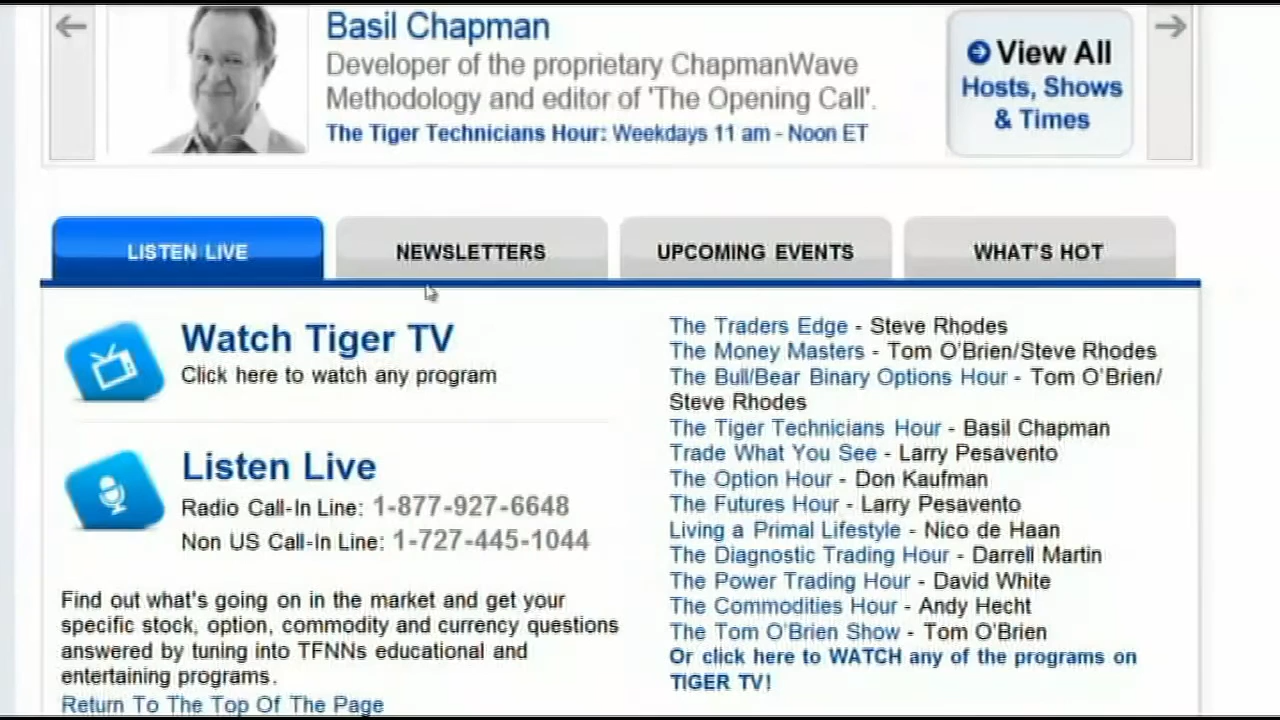 Basil Chapman
Developer of the proprietary ChapmanWave
Methodology and editor of 'The Opening Call'.
The Tiger Technicians Hour: Weekdays 11 am - Noon ET
View All
Hosts, Shows
& Times
LISTEN LIVE
NEWSLETTERS
UPCOMING EVENTS
WHAT'S HOT
Watch Tiger TV
Click here to watch any program
Listen Live
Radio Call-In Line: 1-877-927-6648
Non US Call-In Line: 1-727-445-1044
Find out what's going on in the market and get your
specific stock, option, commodity and currency questions
answered by tuning into TFNNs educational and
entertaining programs.
Return To The Top Of The Page
The Traders Edge - Steve Rhodes
The Money Masters - Tom O'Brien/Steve Rhodes
The Bull/Bear Binary Options Hour - Tom O'Brien/
Steve Rhodes
The Tiger Technicians Hour - Basil Chapman
Trade What You See - Larry Pesavento
The Option Hour - Don Kaufman
The Futures Hour - Larry Pesavento
Living a Primal Lifestyle - Nico de Haan
The Diagnostic Trading Hour - Darrell Martin
The Power Trading Hour - David White
The Commodities Hour - Andy Hecht
The Tom O'Brien Show - Tom O'Brien
Or click here to WATCH any of the programs on
TIGER TV!